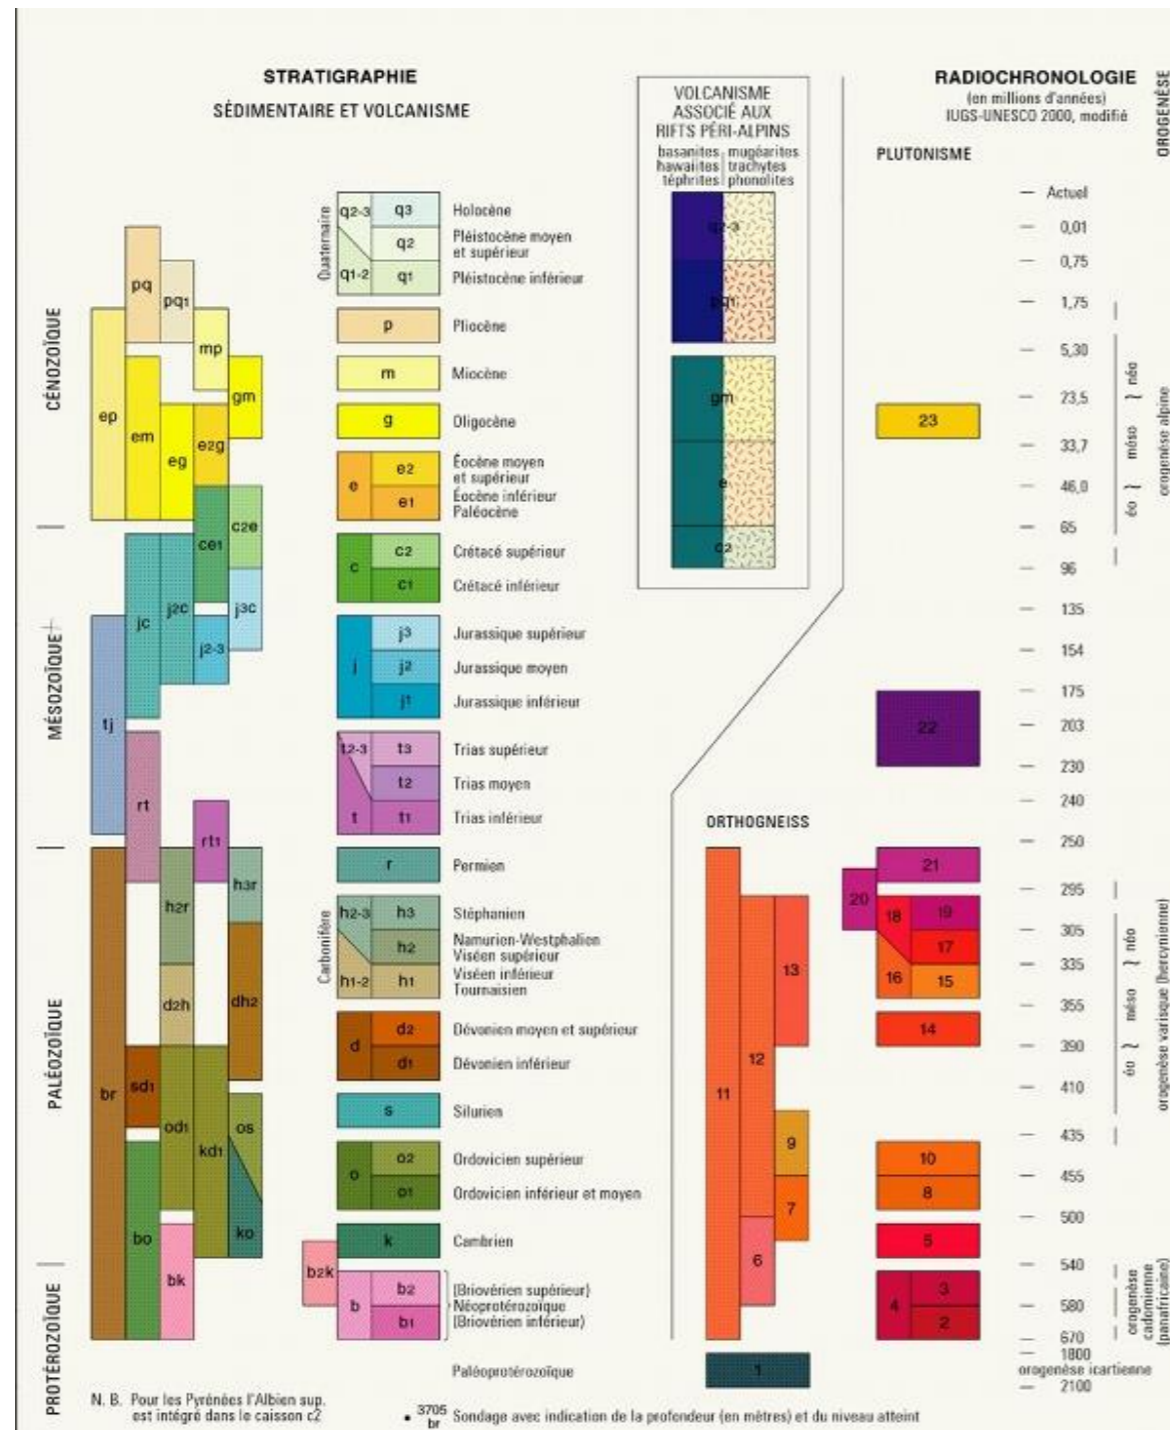 STRATIGRAPHIE
SÉDIMENTAIRE ET VOLCANISME
VOLCANISME
ASSOCIÉ AUX
RIFTS PÉRI-ALPINS
basanites mugéarites
hawaiites trachytes
téphrites phonolites
RADIOCHRONOLOGIE
(en millions d'années)
IUGS-UNESCO 2000, modifié
PLUTONISME
OROGENÈSE
CÉNOZOÏQUE
MÉSOZOÏQUE
PALÉOZOÏQUE
PROTÉROZOÏQUE
pq
pq1
mp
gm
ep
em
eg
e2g
ce1
c2e
jc
j2c
j2-3
j3c
tj
rt
rt1
h2r
h3r
d2h
dh2
br
sd1
od1
kd1
os
ko
bo
bk
Quaternaire
q2-3 q3 Holocène
q2 Pléistocène moyen
et supérieur
q1-2 q1 Pléistocène inférieur
p Pliocène
m Miocène
g Oligocène
e e2 Éocène moyen
et supérieur
e1 Éocène inférieur
Paléocène
c c2 Crétacé supérieur
c1 Crétacé inférieur
j j3 Jurassique supérieur
j2 Jurassique moyen
j1 Jurassique inférieur
t2-3 t3 Trias supérieur
t2 Trias moyen
t t1 Trias inférieur
r Permien
Carbonifère
h2-3 h3 Stéphanien
h2 Namurien-Westphalien
Viséen supérieur
h1-2 h1 Viséen inférieur
Tournaisien
d d2 Dévonien moyen et supérieur
d1 Dévonien inférieur
s Silurien
o o2 Ordovicien supérieur
o1 Ordovicien inférieur et moyen
k Cambrien
b2k
b b2 (Briovérien supérieur)
Néoprotérozoïque
b1 (Briovérien inférieur)
Paléoprotérozoïque
q2-3
pq1
gm
e
c2
ORTHOGNEISS
11
12
13
9
7
6
1
23
22
21
20
18 19
17
16 15
14
10
8
5
4 3
2
Actuel
0,01
0,75
1,75
5,30
23,5
33,7
46,0
65
96
135
154
175
203
230
240
250
295
305
335
355
390
410
435
455
500
540
580
670
1800
orogenèse icartienne
2100
éo méso néo
orogenèse alpine
éo méso néo
orogenèse varisque (hercynienne)
orogenèse
cadomienne
(panafricaine)
N. B. Pour les Pyrénées l'Albien sup.
est intégré dans le caisson c2
3705
br Sondage avec indication de la profondeur (en mètres) et du niveau atteint